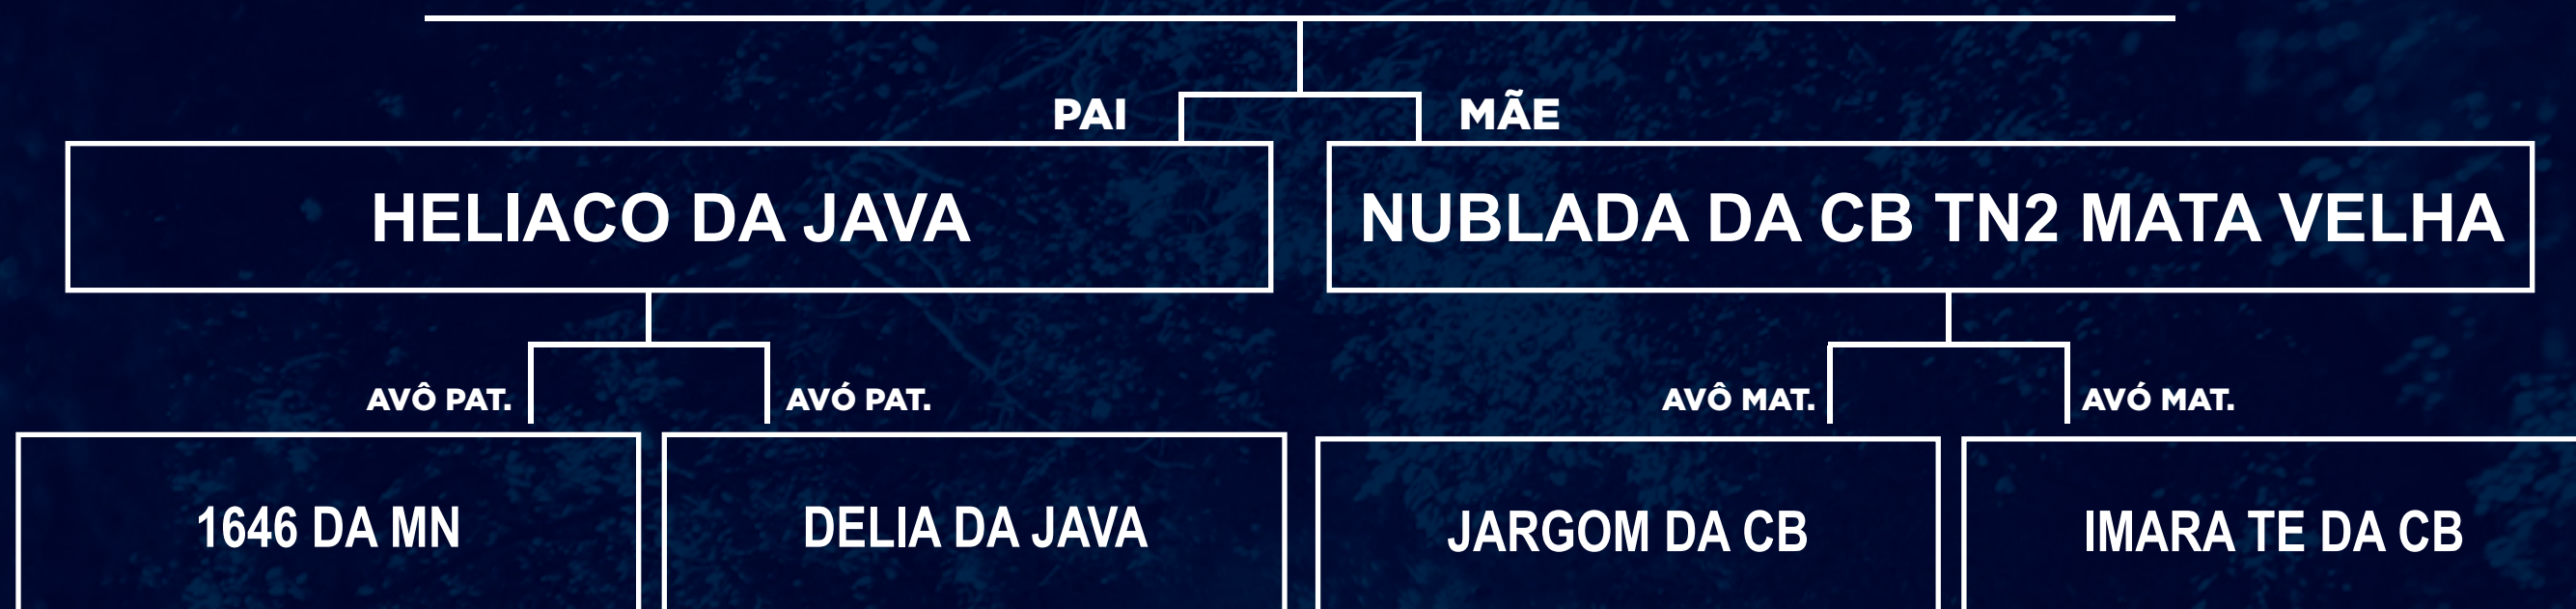 PAI
MÃE
HELIACO DA JAVA
NUBLADA DA CB TN2 MATA VELHA
AVÔ PAT.
AVÓ PAT.
AVÔ MAT.
AVÓ MAT.
1646 DA MN
DELIA DA JAVA
JARGOM DA CB
IMARA TE DA CB